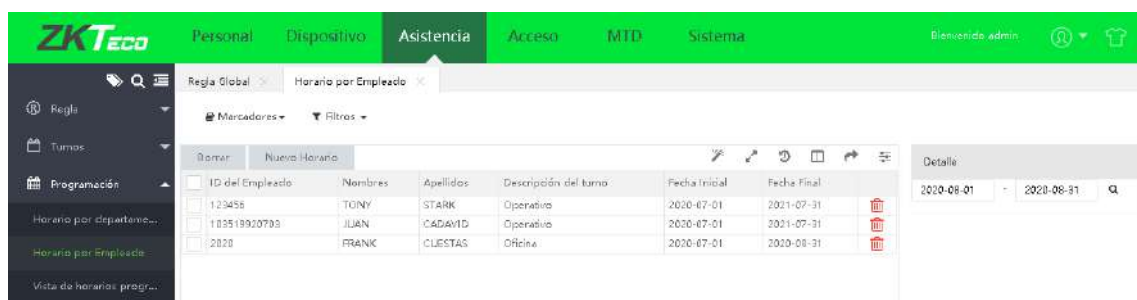 ZKTeco Personal Dispositivo Asistencia Acceso MTD Sistema Bienvenido admin
Regla Global Horario por Empleado
Regla
Marcadores Filtros
Turnos
Borrar Nuevo Horario
Detalle
ID del Empleado Nombres Apellidos Descripción del turno Fecha Inicial Fecha Final
Programación
2020-08-01 - 2020-08-31
123456 TONY STARK Operativo 2020-07-01 2021-07-31
Horario por departame...
JUAN CADAVID Operativo 2020-07-01 2021-07-31
2020 FRANK CUESTAS Oficina 2020-07-01
Horario por Empleado
Vista de horarios progr...